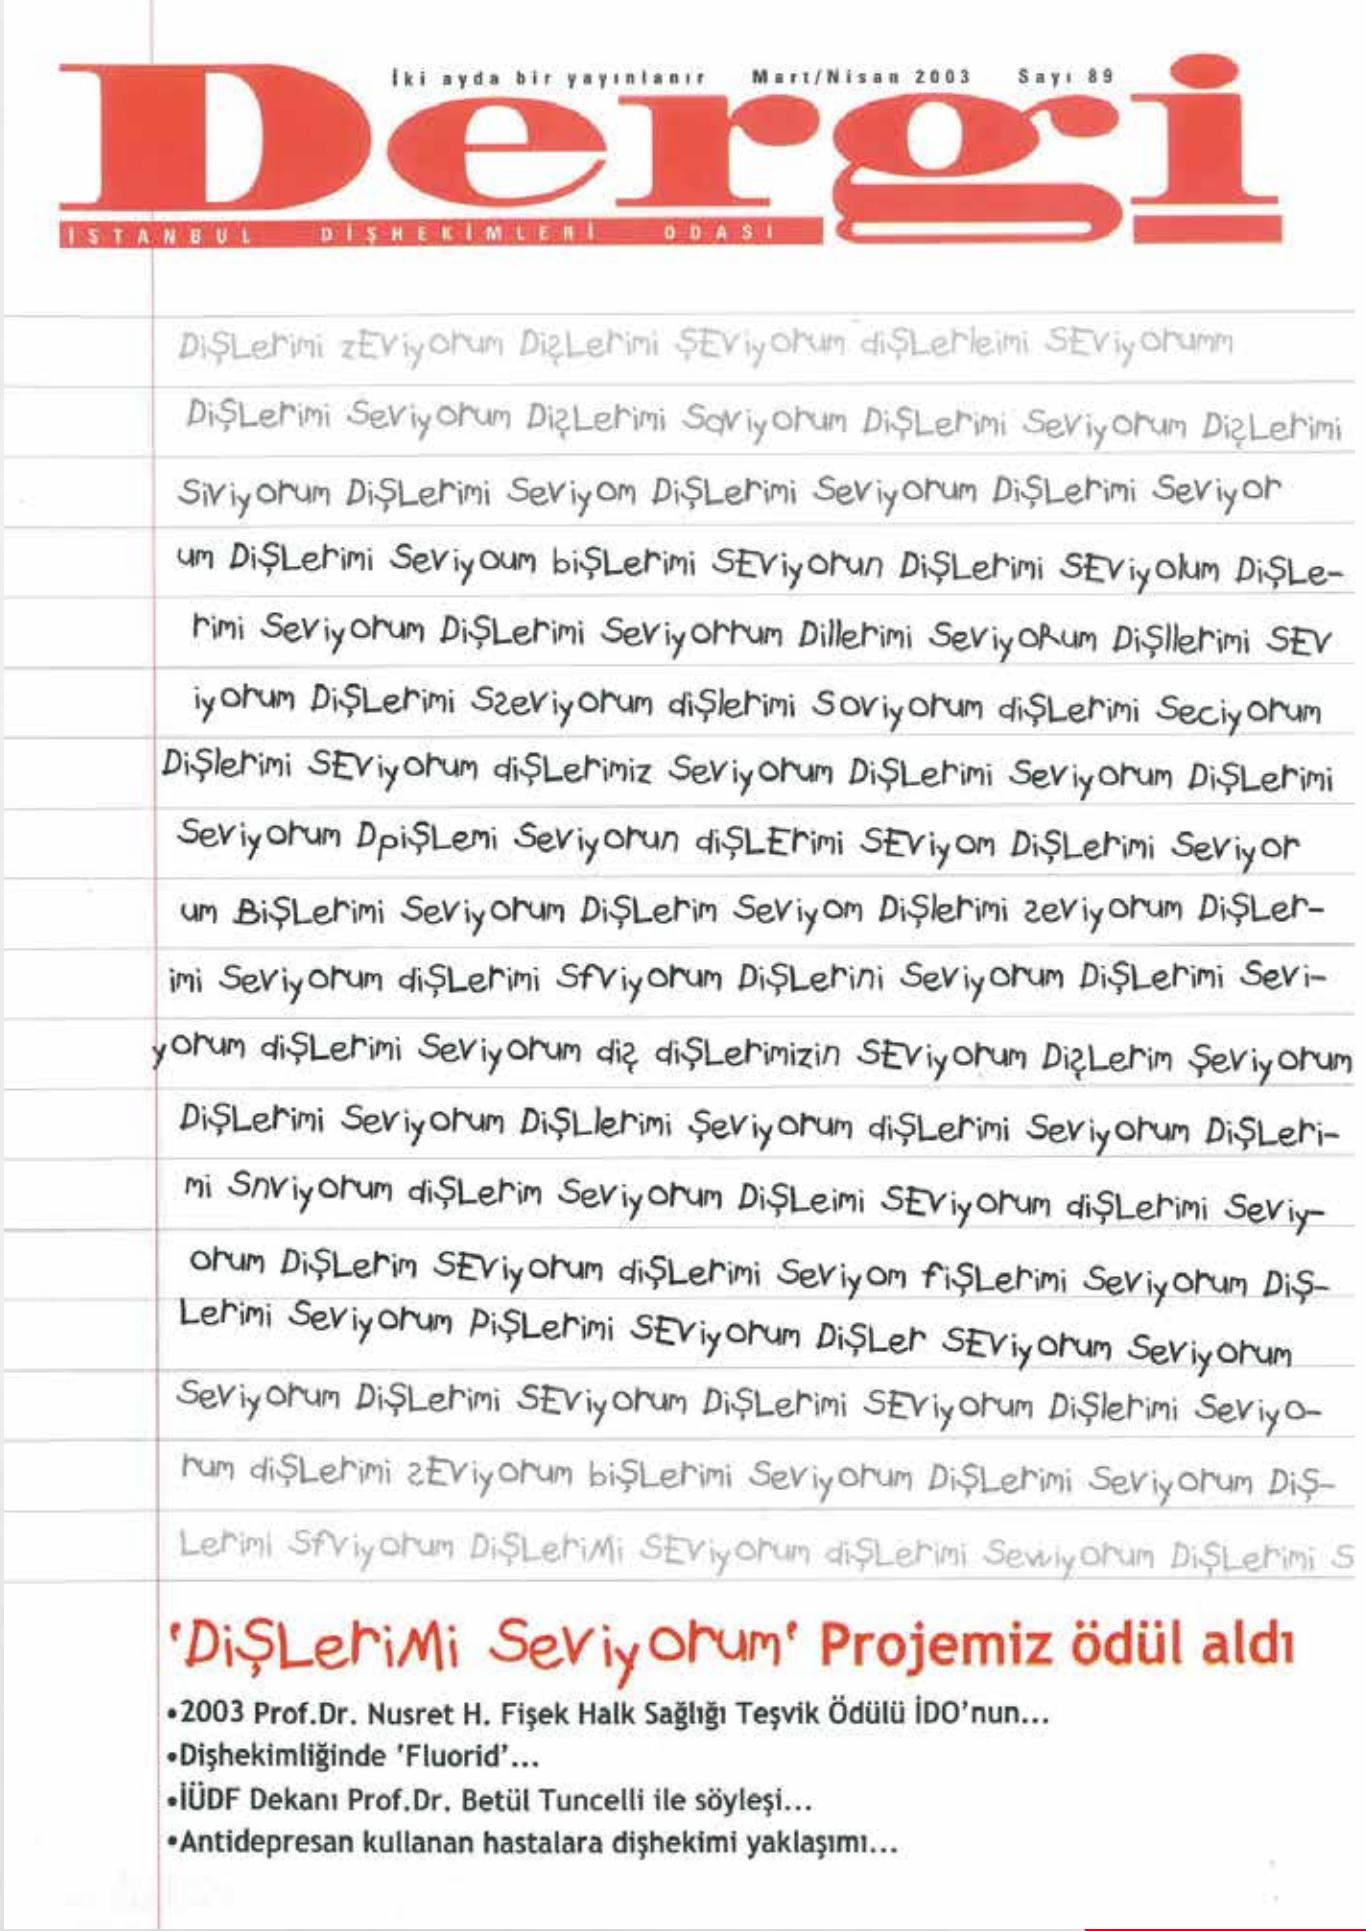 İki ayda bir yayınlanır Mart/Nisan 2003 Sayı 89
Dergi
İSTANBUL DİŞHEKİMLERİ ODASI
DiŞLerimi zEViyorum DizLerimi ŞEViyorum diŞLerleimi SEViyorumm
DiŞLerimi SeViyorum DizLerimi SaViyorum DiŞLerimi SeViyorum DizLerimi
SiViyorum DiŞLerimi SeViyom DiŞLerimi SeViyorum DiŞLerimi SeViyor
um DiŞLerimi SeViyoum biŞLerimi SEViyorun DiŞLerimi SEViyolum DiŞLe-
rimi SeViyorum DiŞLerimi SeViyorrum Dillerimi SeViyoRum DiŞllerimi SEV
iyorum DiŞLerimi SzeViyorum diŞlerimi SoViyorum diŞLerimi Seciyorum
DiŞlerimi SEViyorum diŞLerimiz SeViyorum DiŞLerimi SeViyorum DiŞLerimi
SeViyorum DpiŞLemi SeViyorun diŞLErimi SEViyom DiŞLerimi SeViyor
um BiŞLerimi SeViyorum DiŞLerim SeViyom DiŞlerimi zeViyorum DiŞLer-
imi SeViyorum diŞLerimi SfViyorum DiŞLerini SeViyorum DiŞLerimi SeVi-
yorum diŞLerimi SeViyorum diz diŞLerimizin SEViyorum DizLerim ŞeViyorum
DiŞLerimi SeViyorum DiŞLlerimi ŞeViyorum diŞLerimi SeViyorum DiŞLeri-
mi SnViyorum diŞLerim SeViyorum DiŞLeimi SEViyorum diŞLerimi SeViy-
orum DiŞLerim SEViyorum diŞLerimi SeViyom fiŞLerimi SeViyorum DiŞ-
Lerimi SeViyorum PiŞLerimi SEViyorum DiŞLer SEViyorum SeViyorum
SeViyorum DiŞLerimi SEViyorum DiŞLerimi SEViyorum DiŞlerimi SeViyo-
rum diŞLerimi zEViyorum biŞLerimi SeViyorum DiŞLerimi SeViyorum DiŞ-
Lerimi SfViyorum DiŞLeriMi SEViyorum diŞLerimi Sewiyorum DiŞLerimi S
'DiŞLeriMi SeViyorum' Projemiz ödül aldı
•2003 Prof.Dr. Nusret H. Fişek Halk Sağlığı Teşvik Ödülü İDO'nun...
•Dişhekimliğinde 'Fluorid'...
•İÜDF Dekanı Prof.Dr. Betül Tuncelli ile söyleşi...
•Antidepresan kullanan hastalara dişhekimi yaklaşımı...